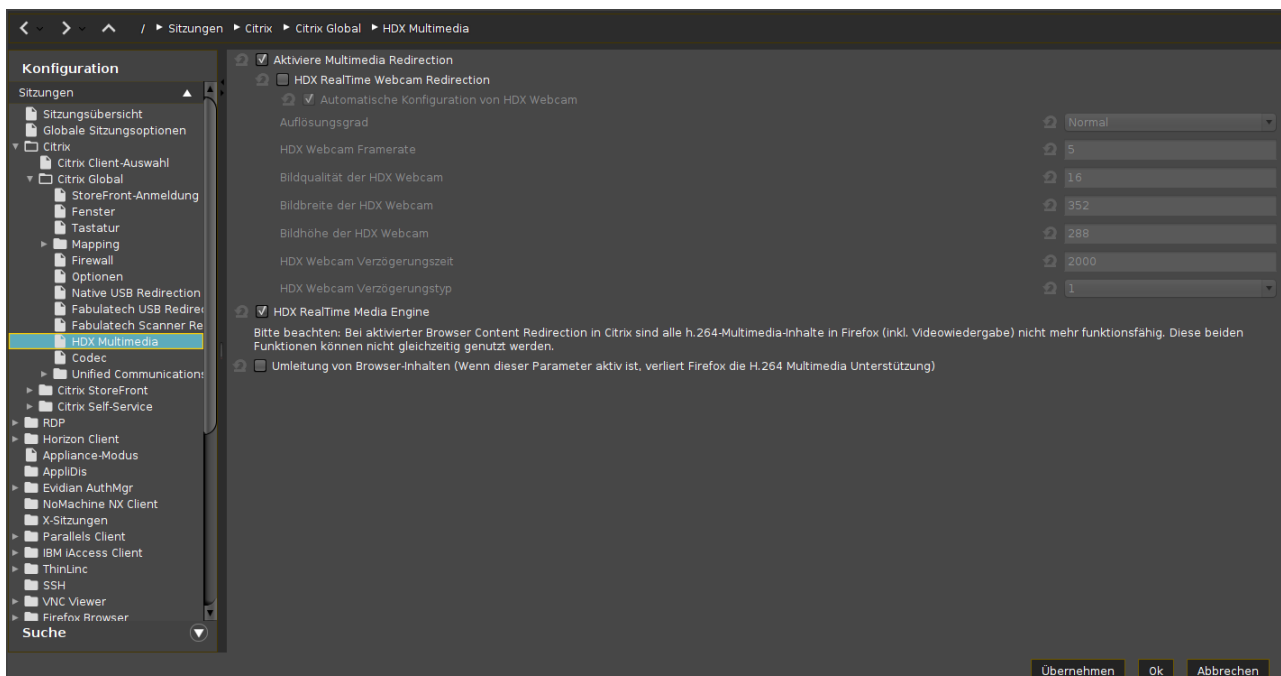 / Sitzungen Citrix Citrix Global HDX Multimedia
Konfiguration
Sitzungen
Sitzungsübersicht
Globale Sitzungsoptionen
Citrix
Citrix Client-Auswahl
Citrix Global
StoreFront-Anmeldung
Fenster
Tastatur
Mapping
Firewall
Optionen
Native USB Redirection
Fabulatech USB Redirec
Fabulatech Scanner Re
HDX Multimedia
Codec
Unified Communications
Citrix StoreFront
Citrix Self-Service
RDP
Horizon Client
Appliance-Modus
AppliDis
Evidian AuthMgr
NoMachine NX Client
X-Sitzungen
Parallels Client
IBM iAccess Client
ThinLinc
SSH
VNC Viewer
Firefox Browser
Suche
Aktiviere Multimedia Redirection
HDX RealTime Webcam Redirection
Automatische Konfiguration von HDX Webcam
Auflösungsgrad Normal
HDX Webcam Framerate 5
Bildqualität der HDX Webcam 16
Bildbreite der HDX Webcam 352
Bildhöhe der HDX Webcam 288
HDX Webcam Verzögerungszeit 2000
HDX Webcam Verzögerungstyp 1
HDX RealTime Media Engine
Bitte beachten: Bei aktivierter Browser Content Redirection in Citrix sind alle h.264-Multimedia-Inhalte in Firefox (inkl. Videowiedergabe) nicht mehr funktionsfähig. Diese beiden
Funktionen können nicht gleichzeitig genutzt werden.
Umleitung von Browser-Inhalten (Wenn dieser Parameter aktiv ist, verliert Firefox die H.264 Multimedia Unterstützung)
Übernehmen Ok Abbrechen